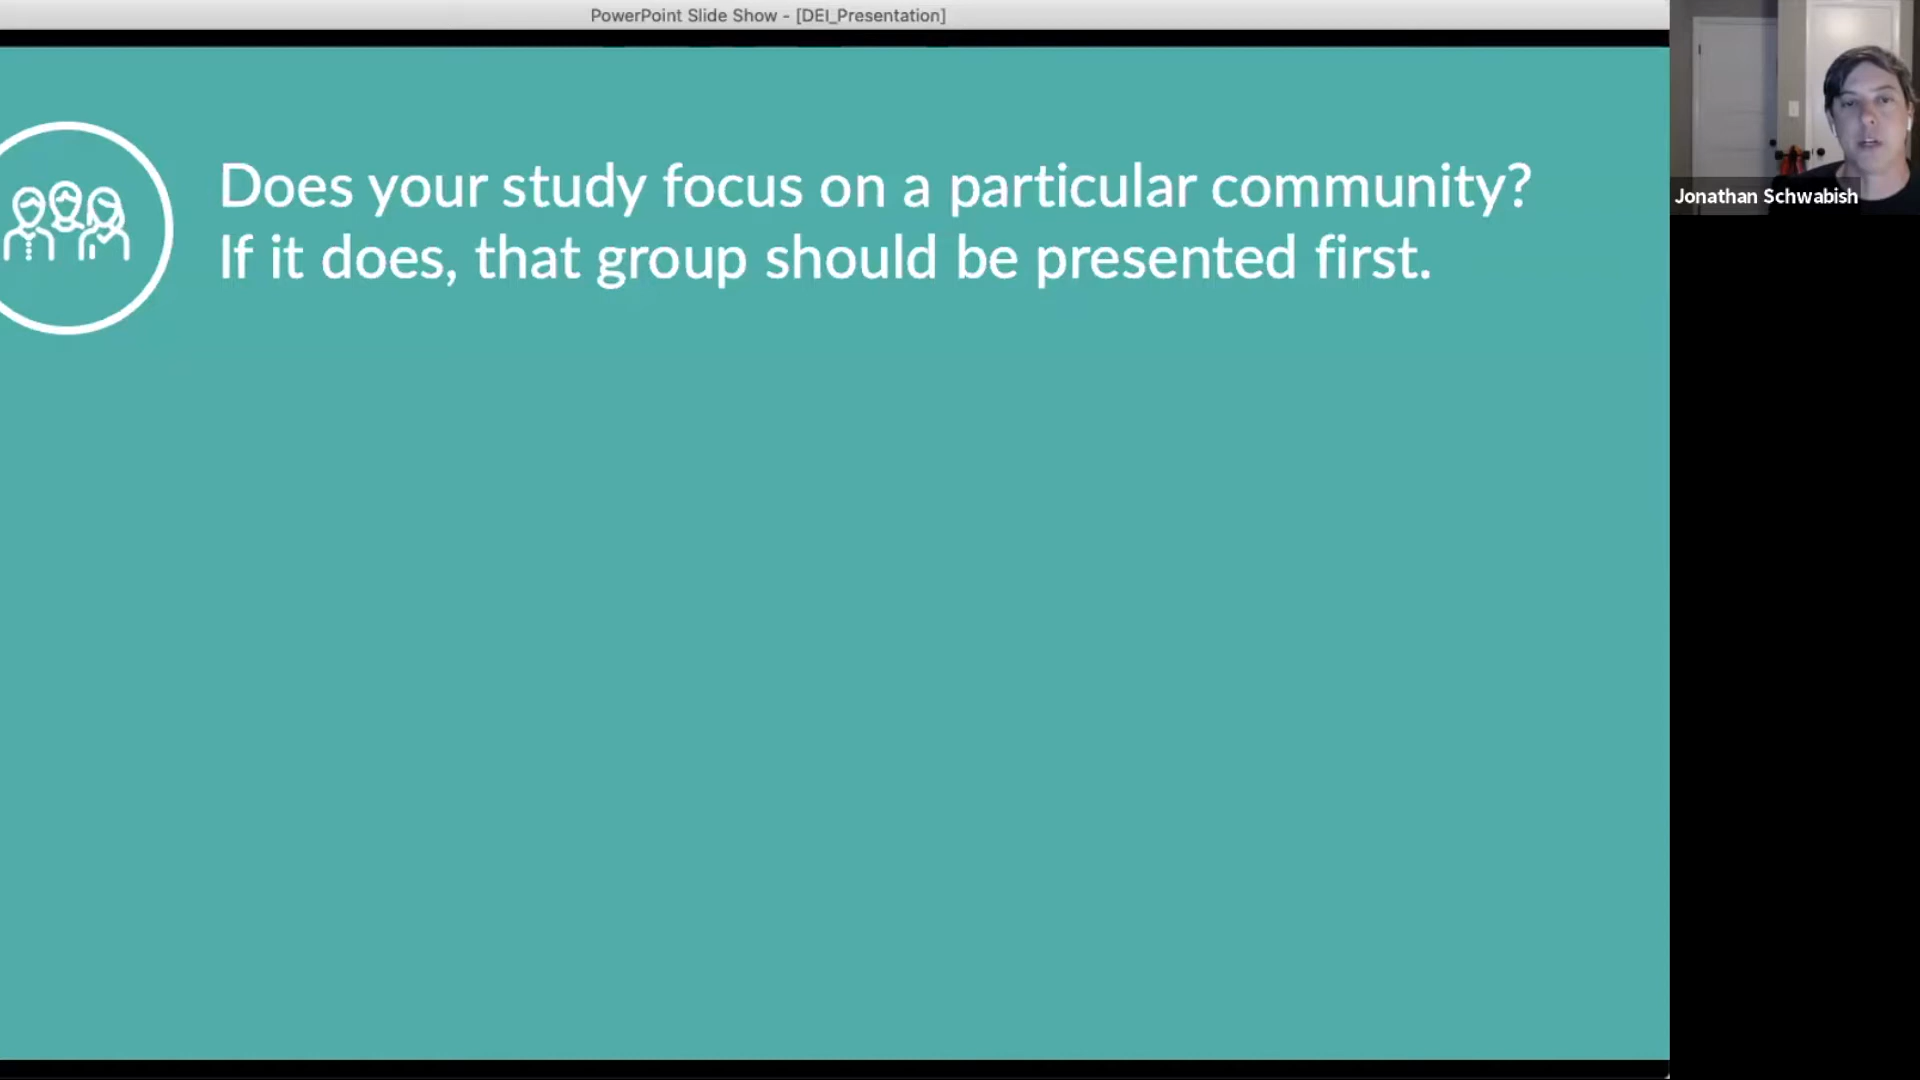 PowerPoint Slide Show - [DEI_Presentation]
Does your study focus on a particular community?
If it does, that group should be presented first.
Jonathan Schwabish